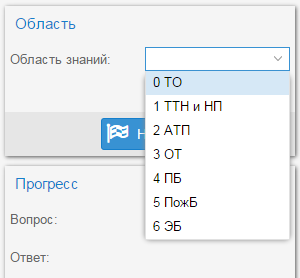 Область
Область знаний:
0 ТО
1 ТТН и НП
2 АТП
3 ОТ
4 ПБ
5 ПожБ
6 ЭБ
Прогресс
Вопрос:
Ответ: